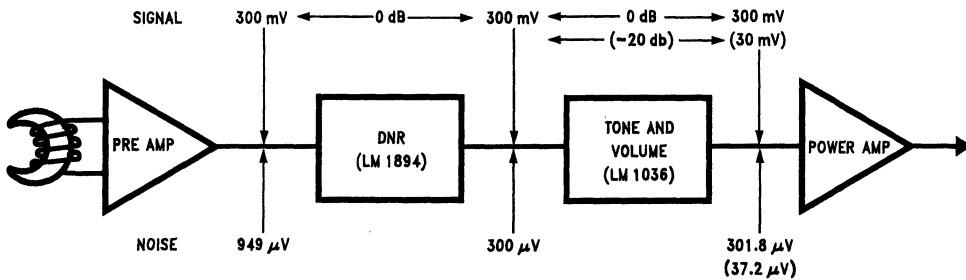 SIGNAL 300 mV 0 dB 300 mV 0 dB 300 mV
(-20 db) (30 mV)
PRE AMP
DNR
(LM 1894)
TONE AND
VOLUME
(LM 1036)
POWER AMP
NOISE 949 μV 300 μV 301.8 μV
(37.2 μV)